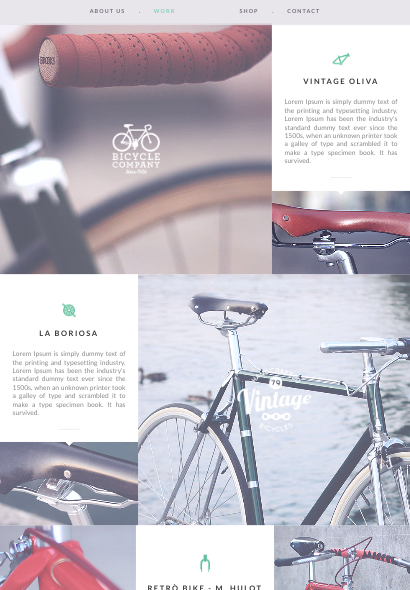 ABOUT US . WORK SHOP . CONTACT
BROOKS
BICYCLE
COMPANY
VINTAGE OLIVA
Lorem Ipsum is simply dummy text of
the printing and typesetting industry.
Lorem Ipsum has been the industry's
standard dummy text ever since the
1500s, when an unknown printer took
a galley of type and scrambled it to
make a type specimen book. It has
survived.
LA BORIOSA
Lorem Ipsum is simply dummy text of
the printing and typesetting industry.
Lorem Ipsum has been the industry's
standard dummy text ever since the
1500s, when an unknown printer took
a galley of type and scrambled it to
make a type specimen book. It has
survived.
79
Vintage
BICYCLES
RETRÒ BIKE - M. HULOT